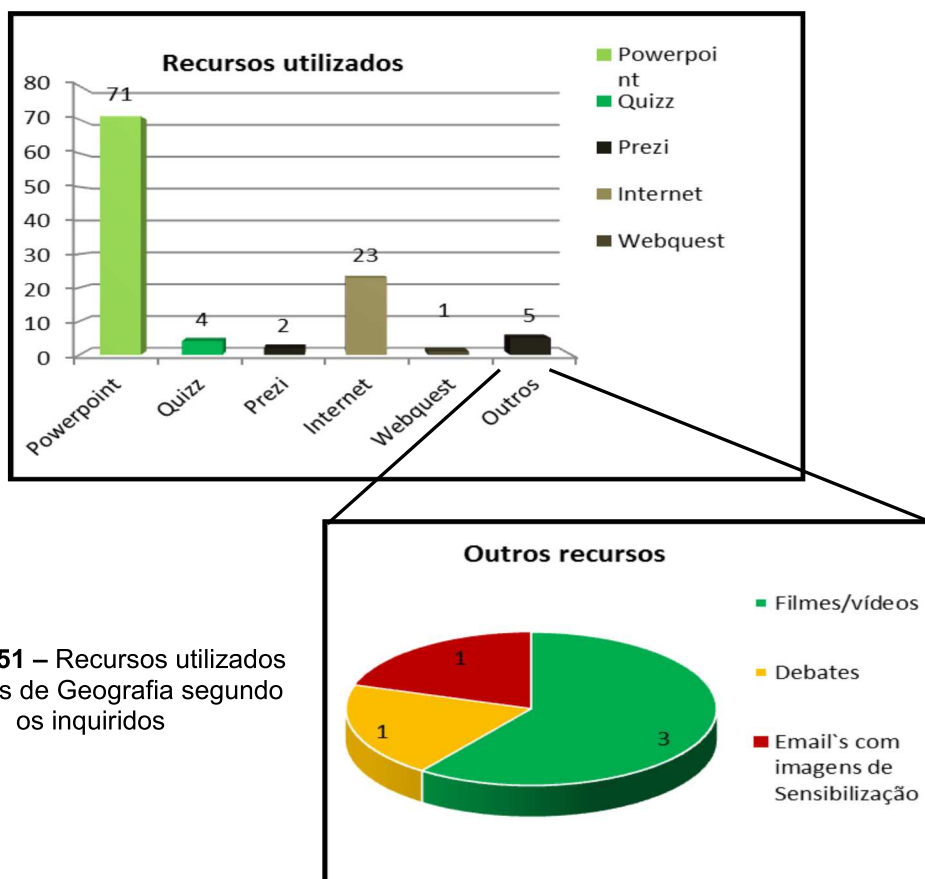 Recursos utilizados
80
70
60
50
40
30
20
10
0
71
4
2
23
1
5
Powerpoint
Quizz
Prezi
Internet
Webquest
Outros
Powerpoi
nt
Quizz
Prezi
Internet
Webquest
Outros recursos
1
1
3
Filmes/vídeos
Debates
Email`s com
imagens de
Sensibilização
51 – Recursos utilizados
s de Geografia segundo
os inquiridos